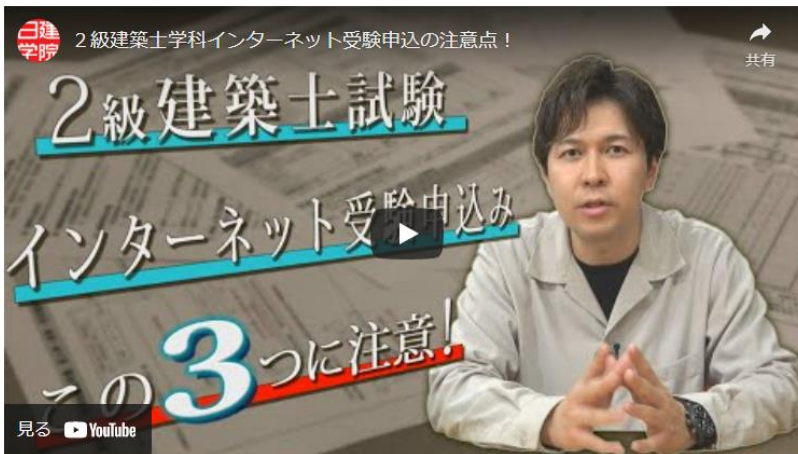 日建
学院
２級建築士学科インターネット受験申込の注意点！
共有
2級建築士試験
インターネット受験申込み
この3つに注意!
見る
YouTube